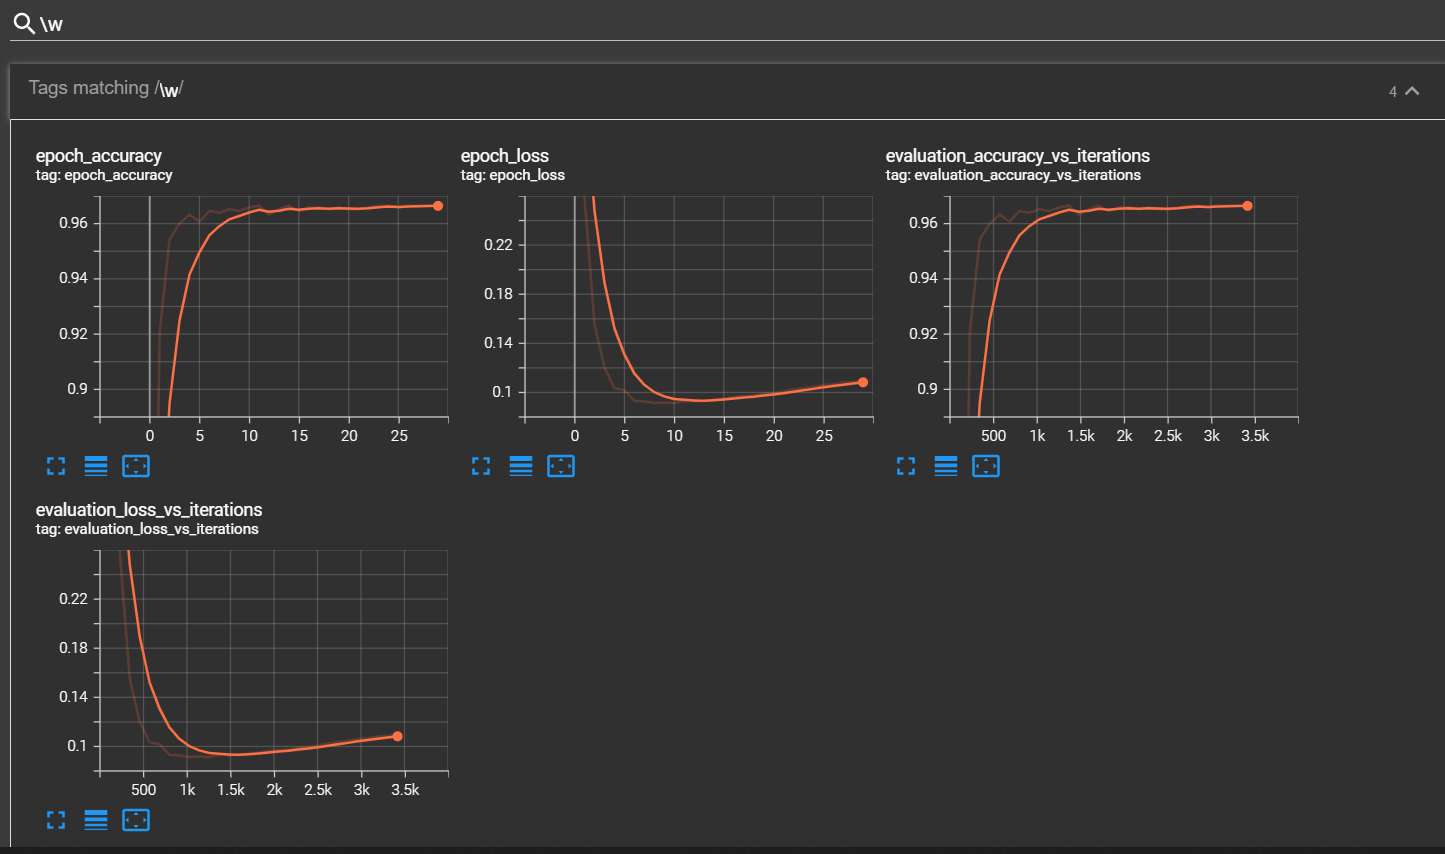 \w
Tags matching /\w/
4
epoch_accuracy
tag: epoch_accuracy
0.96
0.94
0.92
0.9
0 5 10 15 20 25
epoch_loss
tag: epoch_loss
0.22
0.18
0.14
0.1
0 5 10 15 20 25
evaluation_accuracy_vs_iterations
tag: evaluation_accuracy_vs_iterations
0.96
0.94
0.92
0.9
500 1k 1.5k 2k 2.5k 3k 3.5k
evaluation_loss_vs_iterations
tag: evaluation_loss_vs_iterations
0.22
0.18
0.14
0.1
500 1k 1.5k 2k 2.5k 3k 3.5k